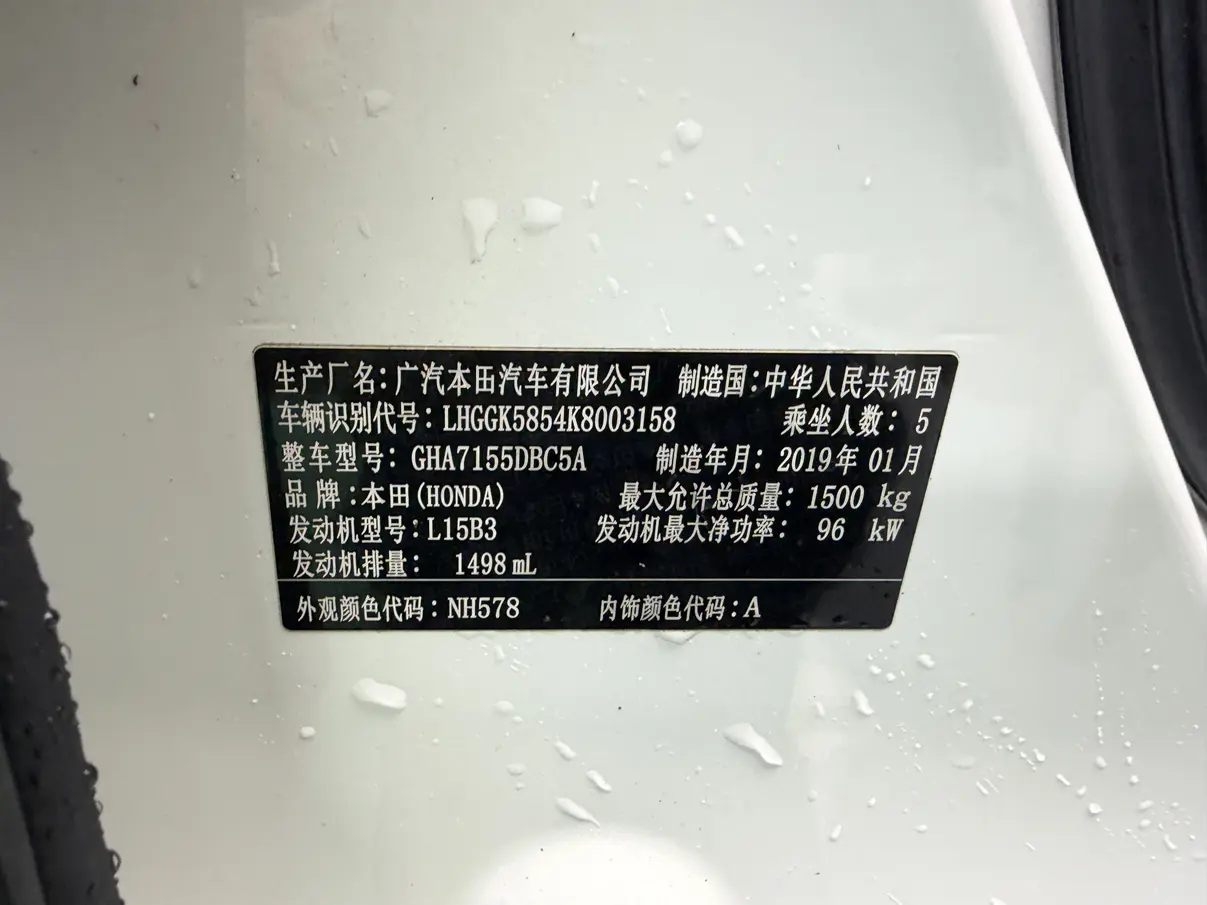 生产厂名:广汽本田汽车有限公司 制造国:中华人民共和国
车辆识别代号:LHGGK5854K8003158 乘坐人数: 5
整车型号: GHA7155DBC5A 制造年月: 2019年 01月
品 牌:本田(HONDA) 最大允许总质量: 1500 kg
发动机型号:L15B3 发动机最大净功率: 96 kW
发动机排量: 1498 mL
外观颜色代码:NH578 内饰颜色代码:A